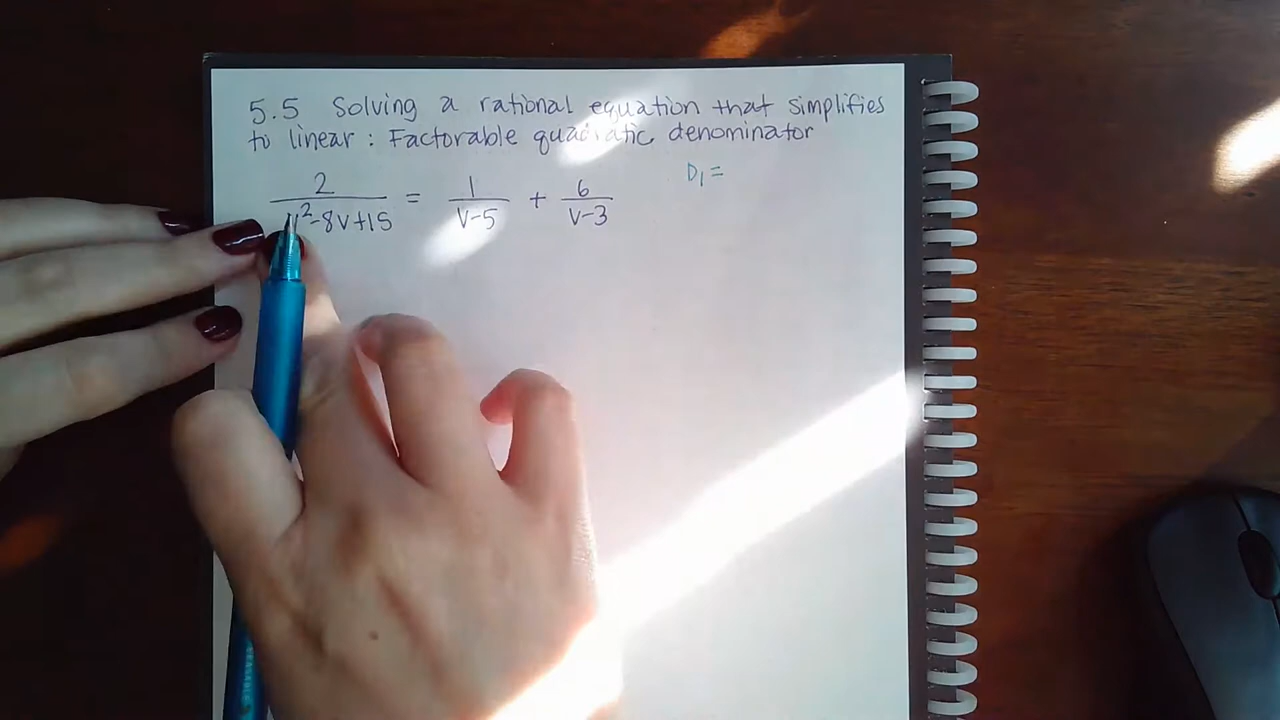 5.5 Solving a rational equation that simplifies
to linear : Factorable quadratic denominator
D₁ =
2/(v²-8v+15) = 1/(v-5) + 6/(v-3)